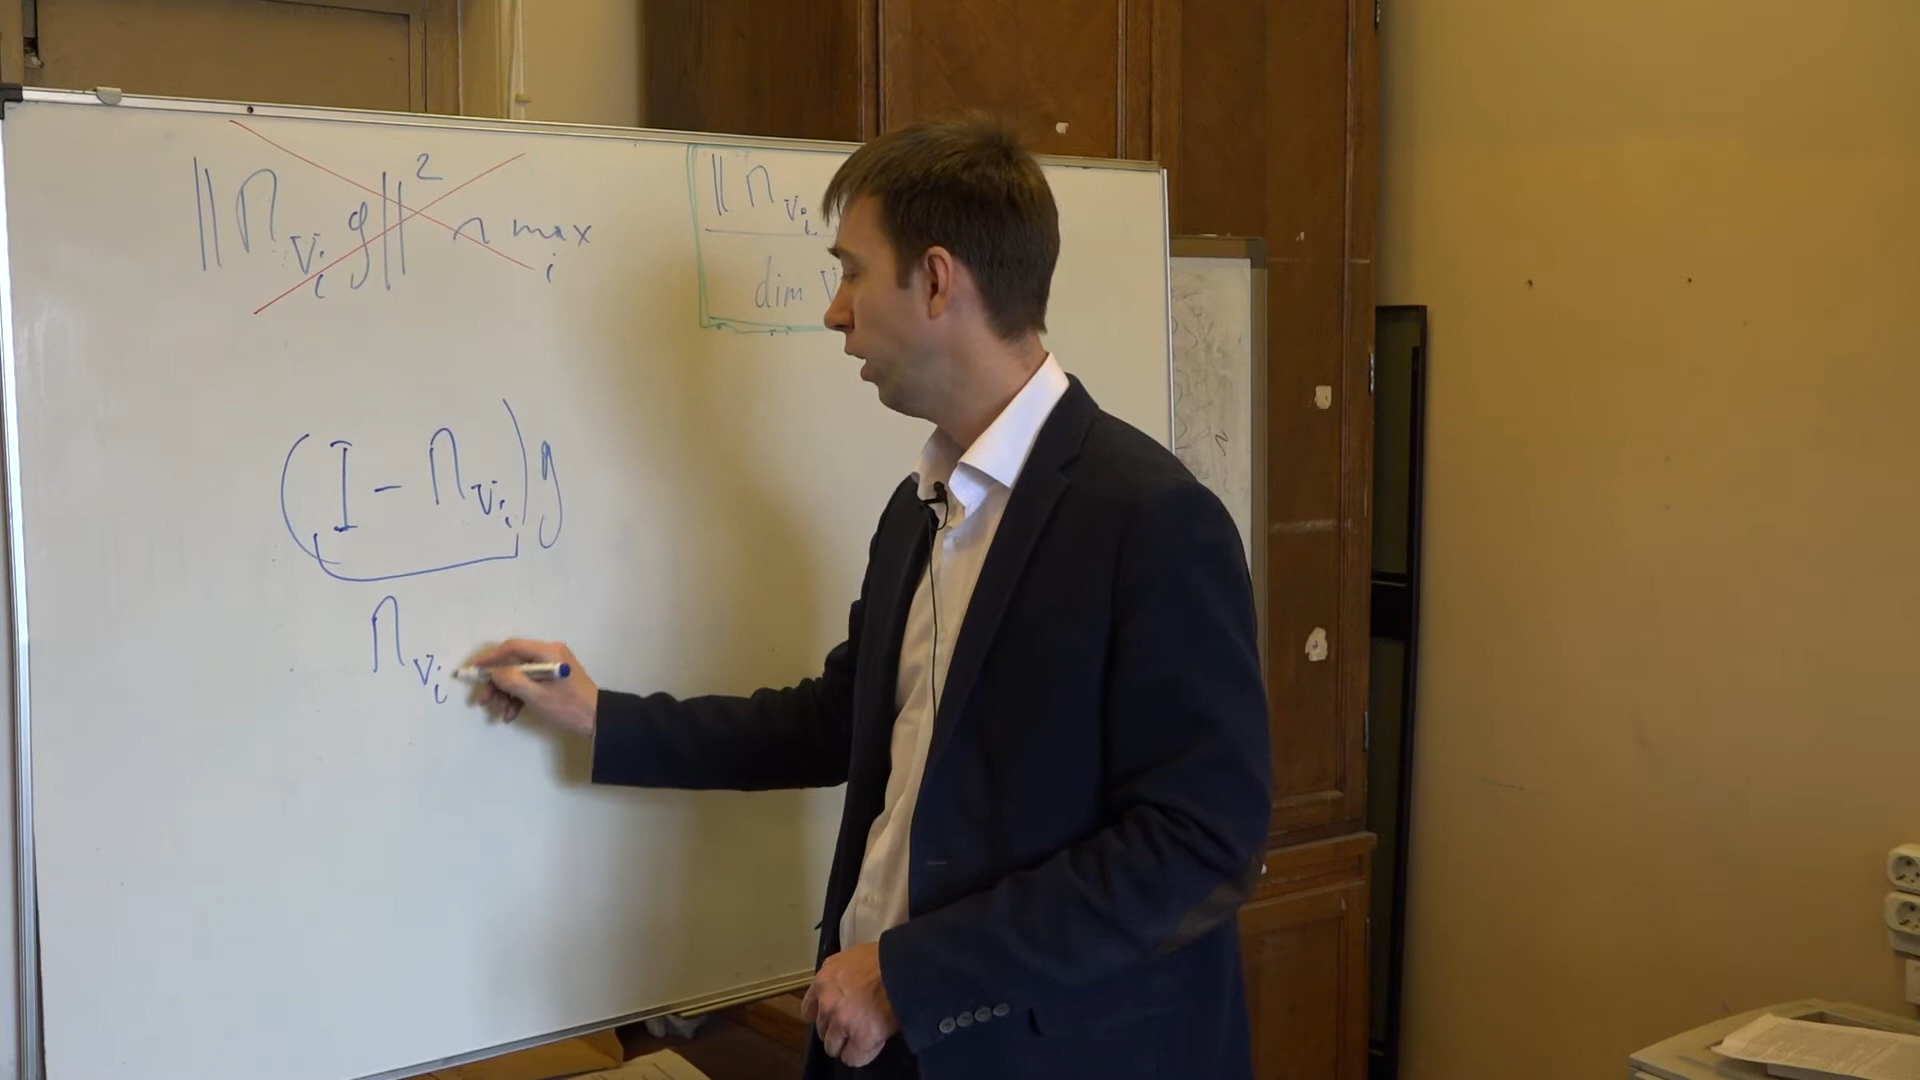 ‖Π_{V_i} g‖² ~ max_i
‖Π_{V_i}
dim V
(I - Π_{V_i}) g
Π_{V_i}